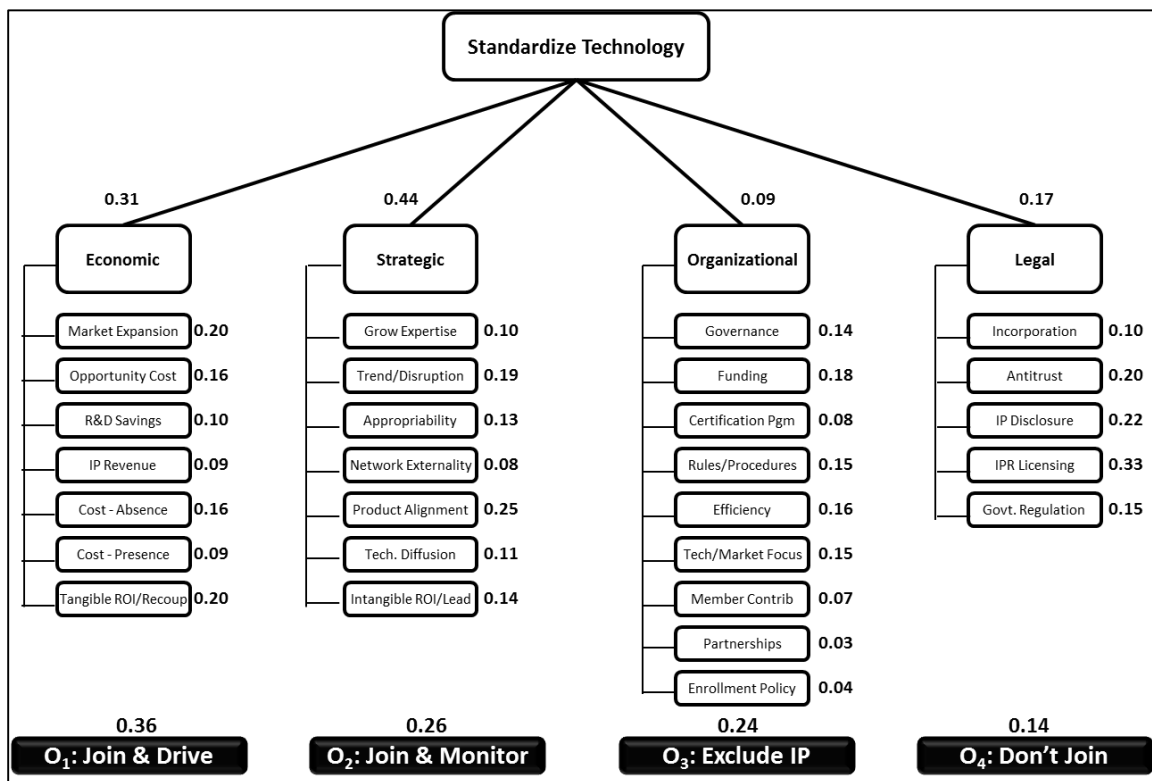 Standardize Technology
0.31
0.44
0.09
0.17
Economic
Strategic
Organizational
Legal
Market Expansion 0.20
Opportunity Cost 0.16
R&D Savings 0.10
IP Revenue 0.09
Cost - Absence 0.16
Cost - Presence 0.09
Tangible ROI/Recoup 0.20
Grow Expertise 0.10
Trend/Disruption 0.19
Appropriability 0.13
Network Externality 0.08
Product Alignment 0.25
Tech. Diffusion 0.11
Intangible ROI/Lead 0.14
Governance 0.14
Funding 0.18
Certification Pgm 0.08
Rules/Procedures 0.15
Efficiency 0.16
Tech/Market Focus 0.15
Member Contrib 0.07
Partnerships 0.03
Enrollment Policy 0.04
Incorporation 0.10
Antitrust 0.20
IP Disclosure 0.22
IPR Licensing 0.33
Govt. Regulation 0.15
0.36
O₁: Join & Drive
0.26
O₂: Join & Monitor
0.24
O₃: Exclude IP
0.14
O₄: Don’t Join